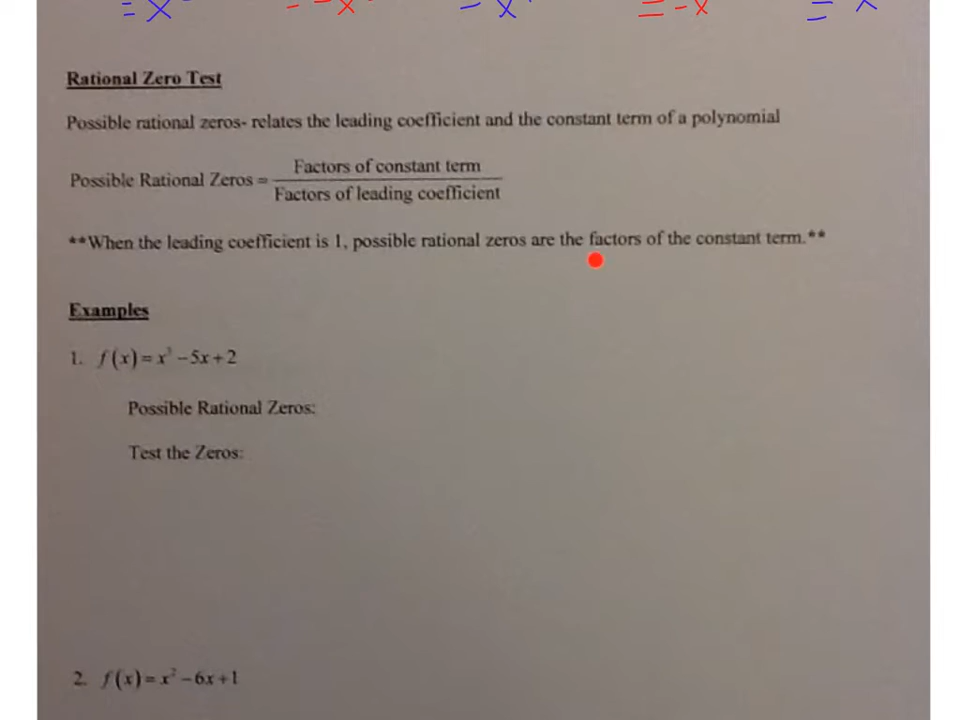 = x - -x - x = -x = x
Rational Zero Test
Possible rational zeros- relates the leading coefficient and the constant term of a polynomial
Possible Rational Zeros = Factors of constant term
Factors of leading coefficient
**When the leading coefficient is 1, possible rational zeros are the factors of the constant term.**
Examples
1. f(x) = x³ - 5x + 2
Possible Rational Zeros:
Test the Zeros:
2. f(x) = x² - 6x + 1